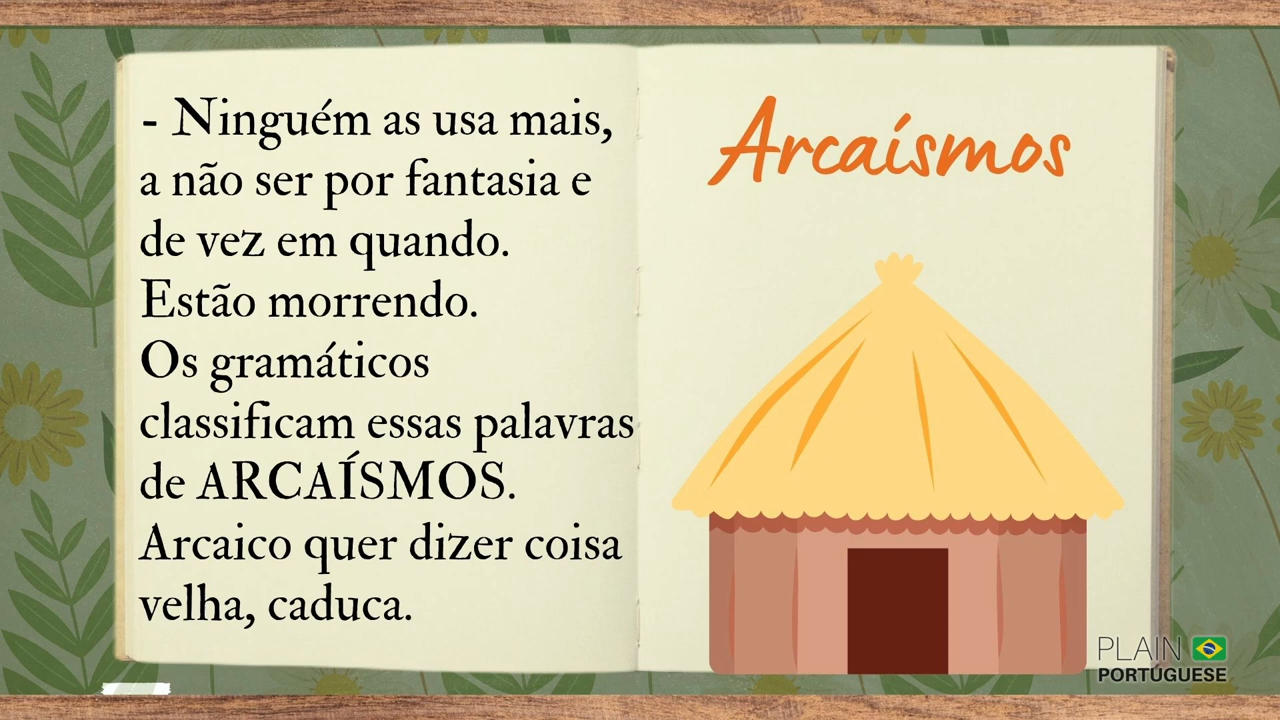 - Ninguém as usa mais,
a não ser por fantasia e
de vez em quando.
Estão morrendo.
Os gramáticos
classificam essas palavras
de ARCAÍSMOS.
Arcaico quer dizer coisa
velha, caduca.
Arcaísmos
PLAIN
PORTUGUESE